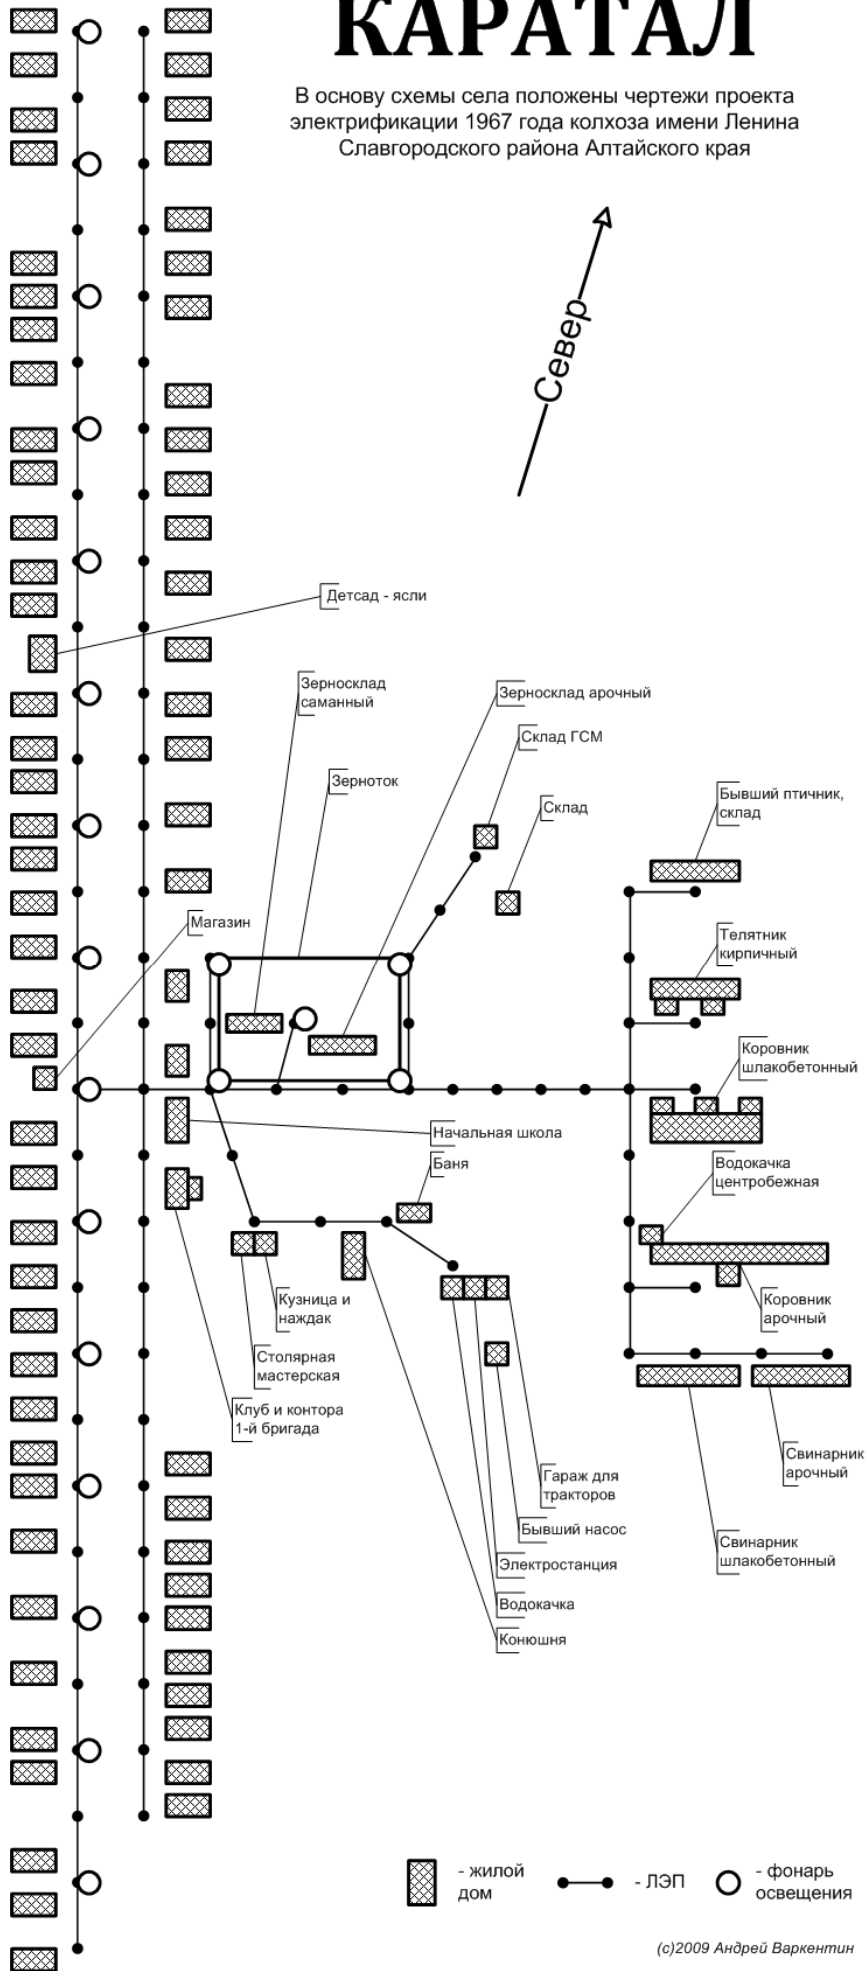 КАРАТАЛ
В основу схемы села положены чертежи проекта
электрификации 1967 года колхоза имени Ленина
Славгородского района Алтайского края
Север
Детсад - ясли
Зерносклад
саманный
Зерносклад арочный
Склад ГСМ
Зерноток
Склад
Бывший птичник,
склад
Магазин
Телятник
кирпичный
Коровник
шлакобетонный
Начальная школа
Баня
Водокачка
центробежная
Кузница и
наждак
Коровник
арочный
Столярная
мастерская
Клуб и контора
1-й бригада
Свинарник
арочный
Гараж для
тракторов
Бывший насос
Свинарник
шлакобетонный
Электростанция
Водокачка
Конюшня
- жилой
дом
- ЛЭП
- фонарь
освещения
(с)2009 Андрей Варкентин